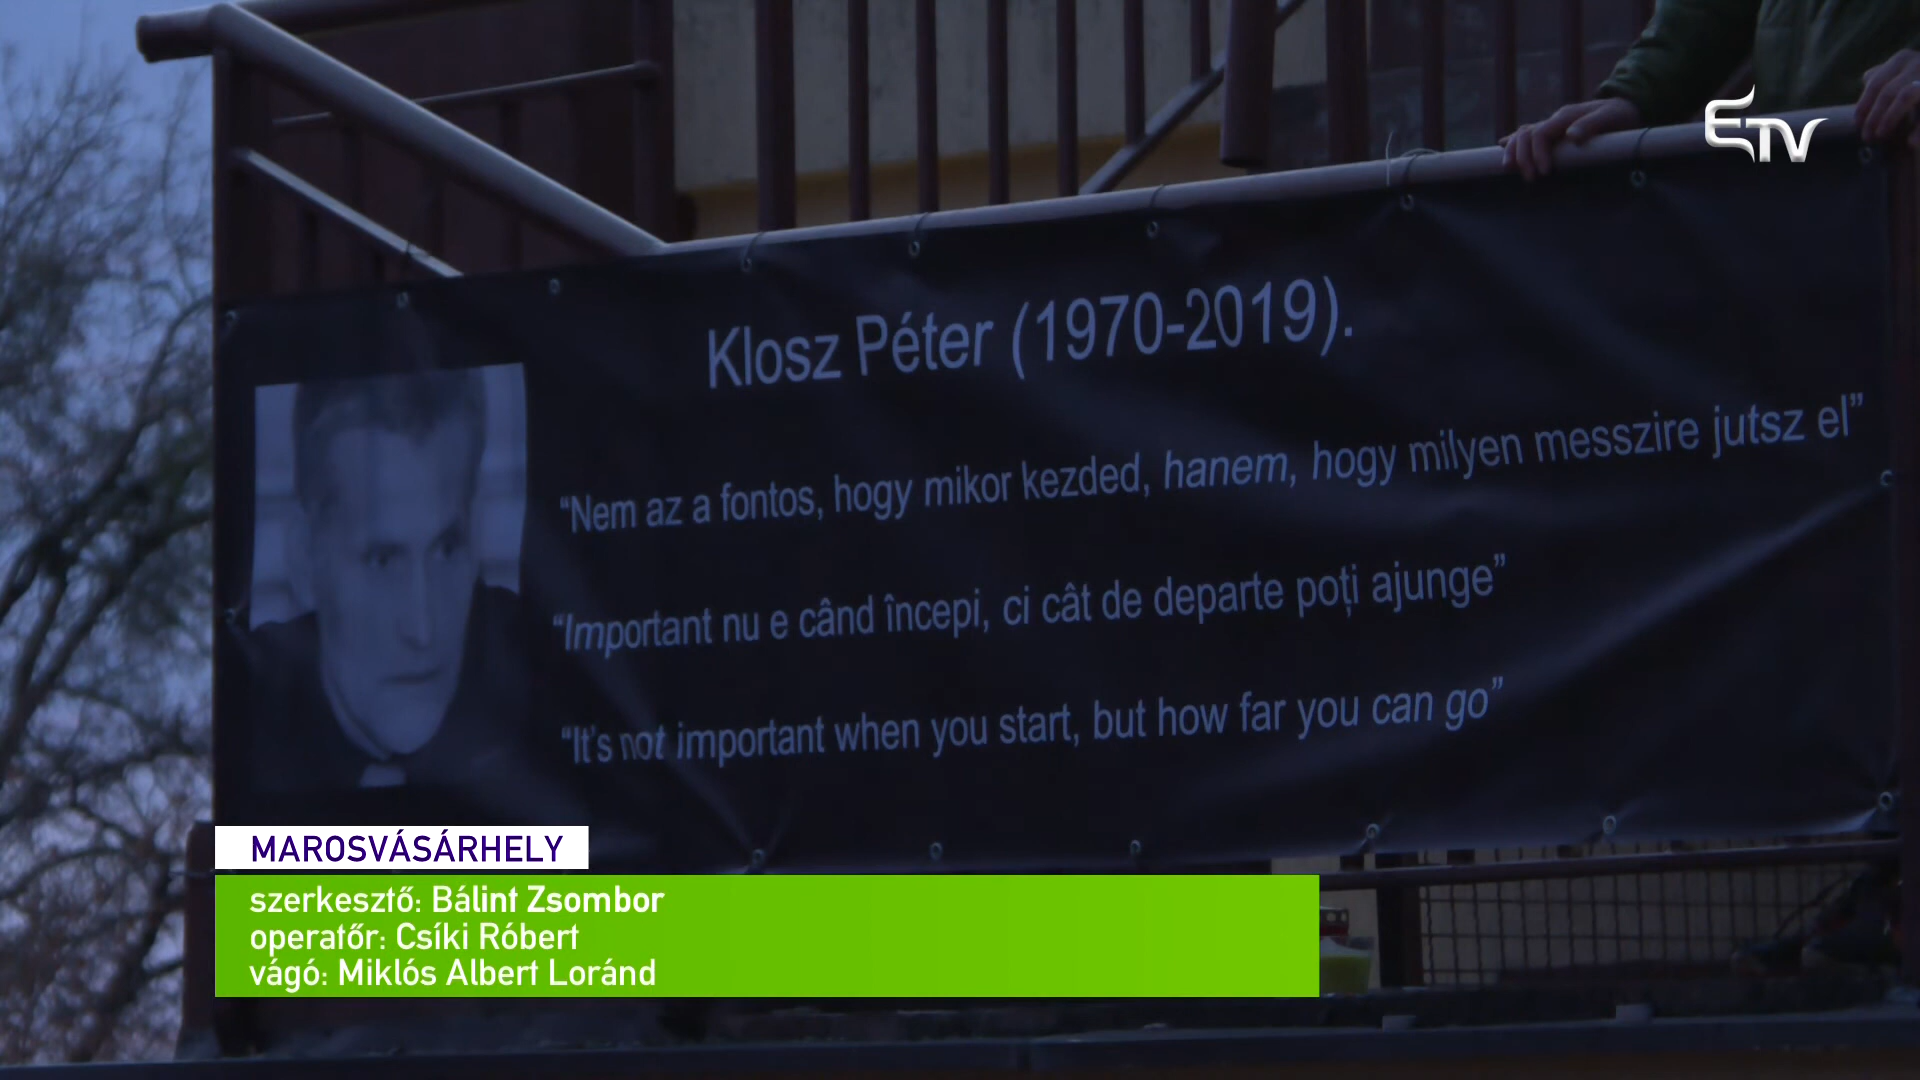 ETV
Klosz Péter (1970-2019).
“Nem az a fontos, hogy mikor kezded, hanem, hogy milyen messzire jutsz el”
“Important nu e când începi, ci cât de departe poți ajunge”
“It's not important when you start, but how far you can go”
MAROSVÁSÁRHELY
szerkesztő: Bálint Zsombor
operatőr: Csíki Róbert
vágó: Miklós Albert Loránd